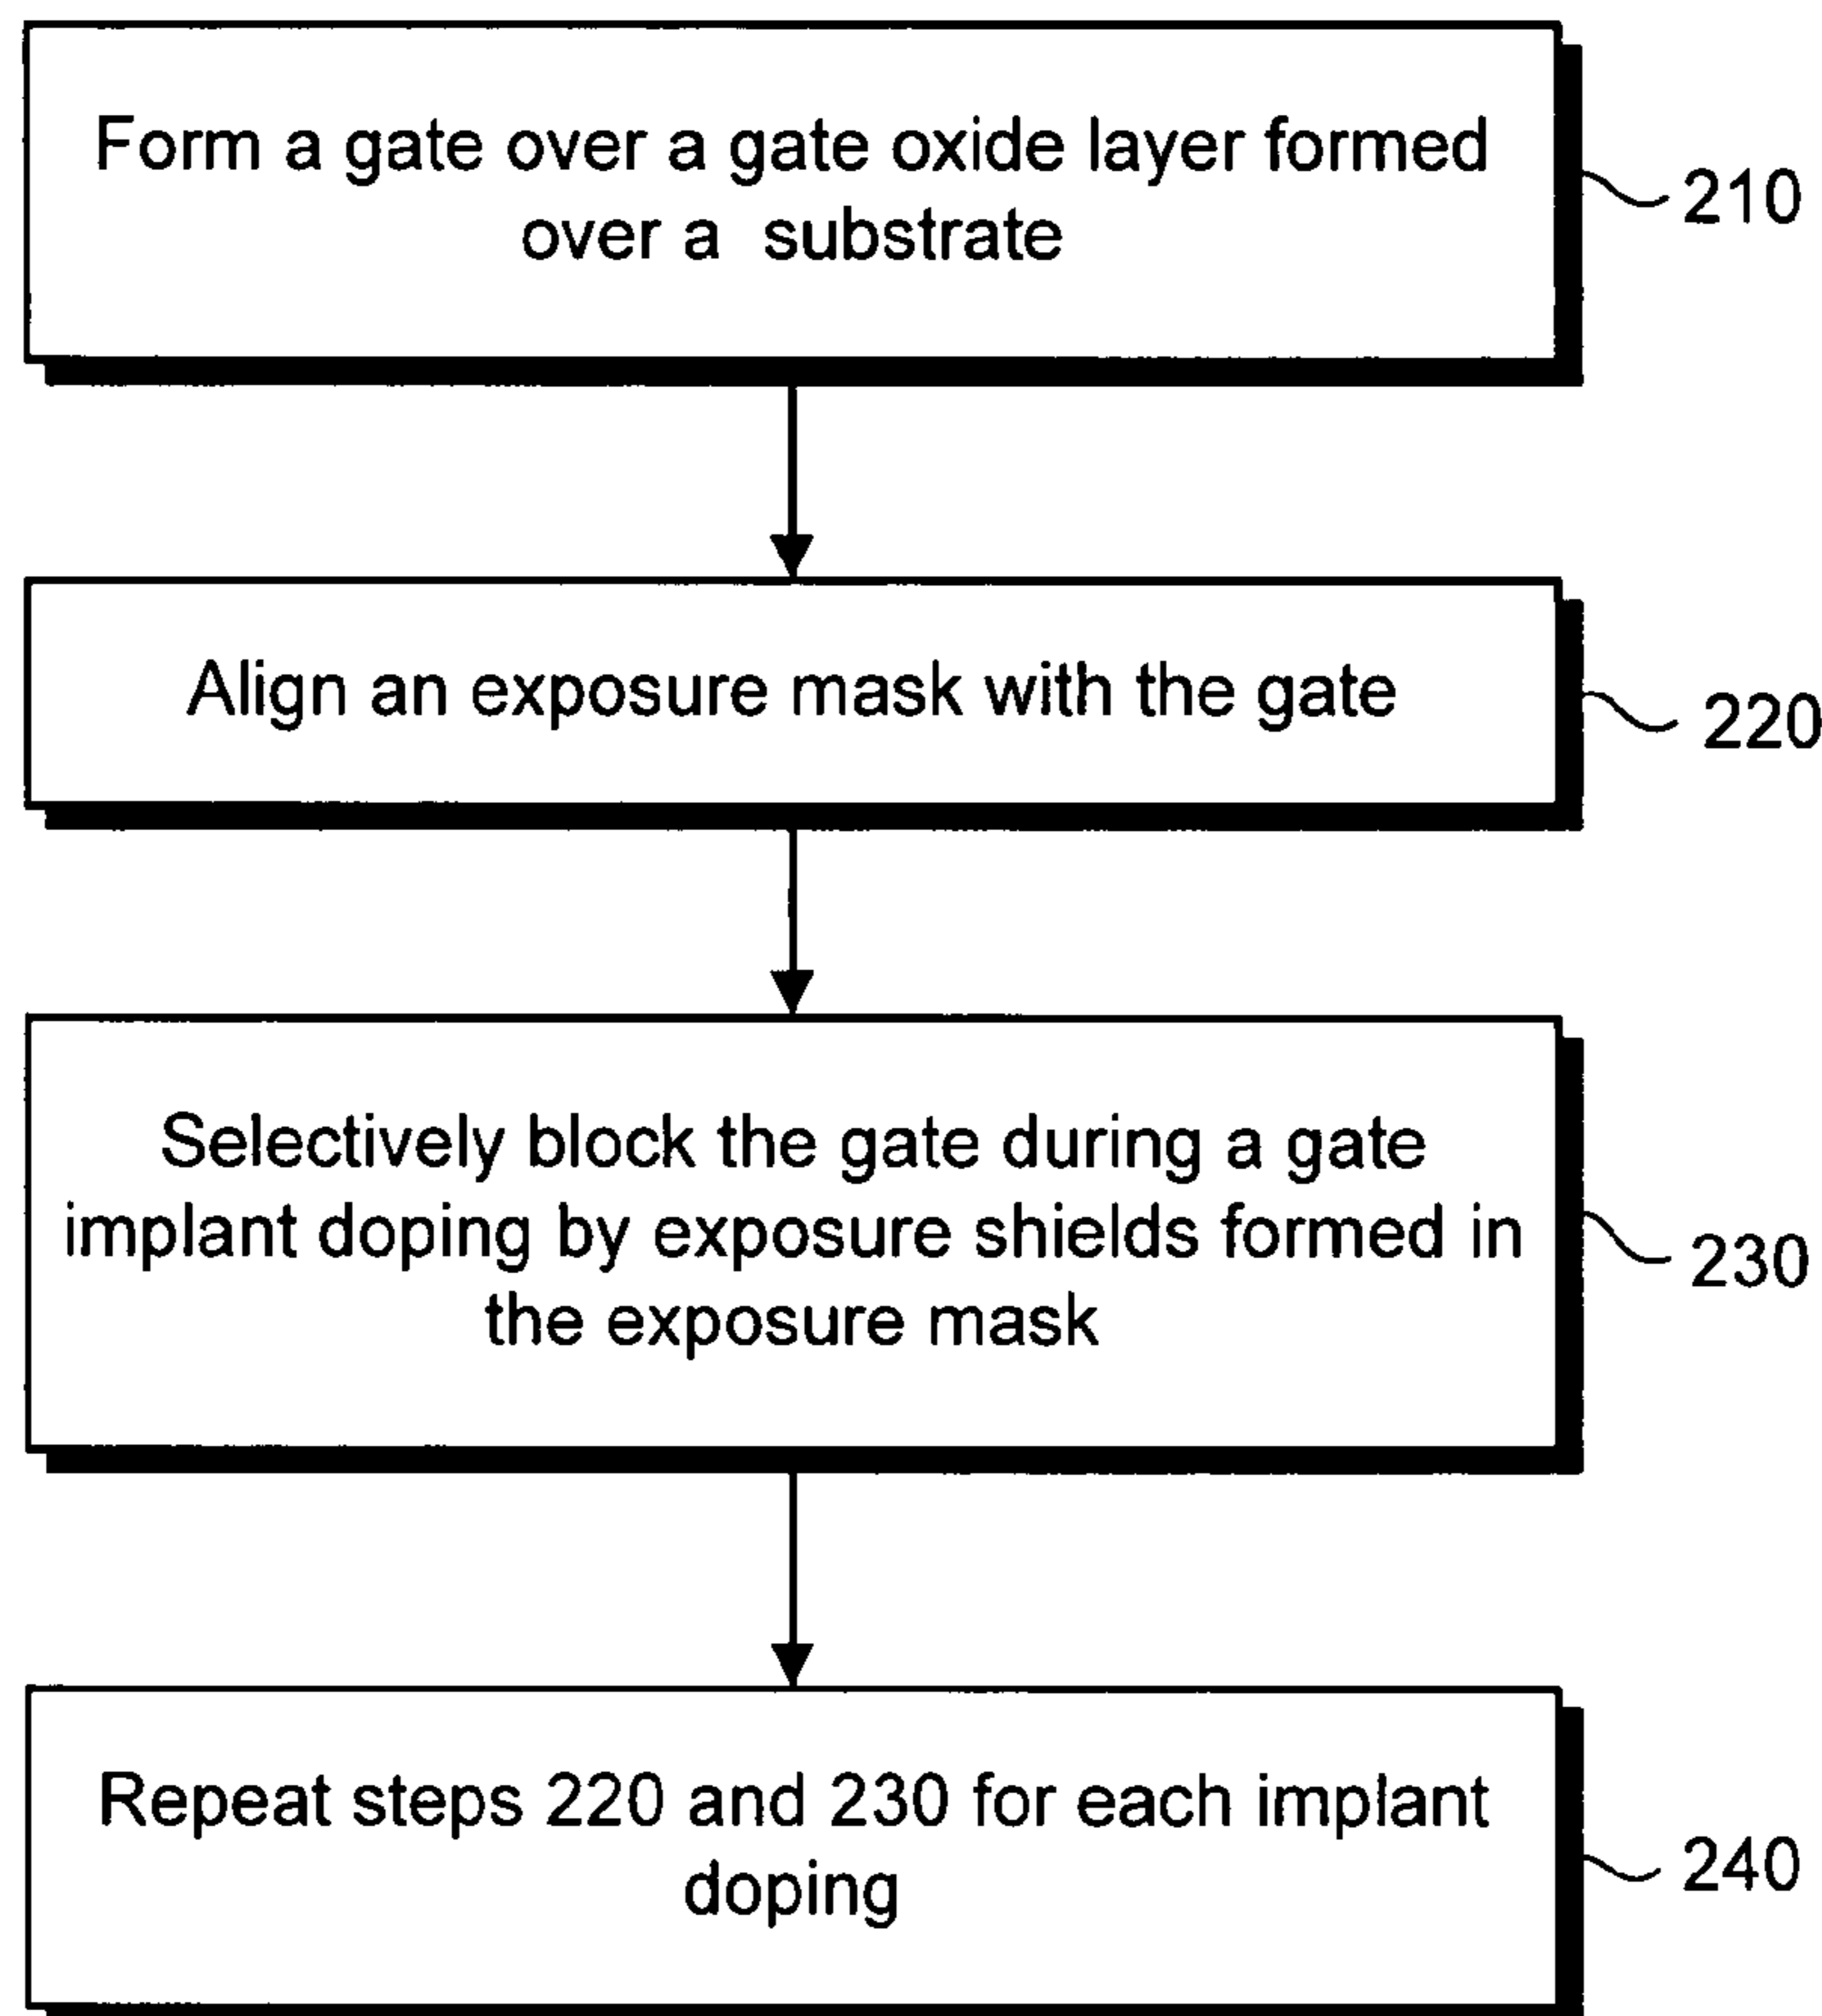 Form a gate over a gate oxide layer formed
over a substrate
210
Align an exposure mask with the gate
220
Selectively block the gate during a gate
implant doping by exposure shields formed in
the exposure mask
230
Repeat steps 220 and 230 for each implant
doping
240